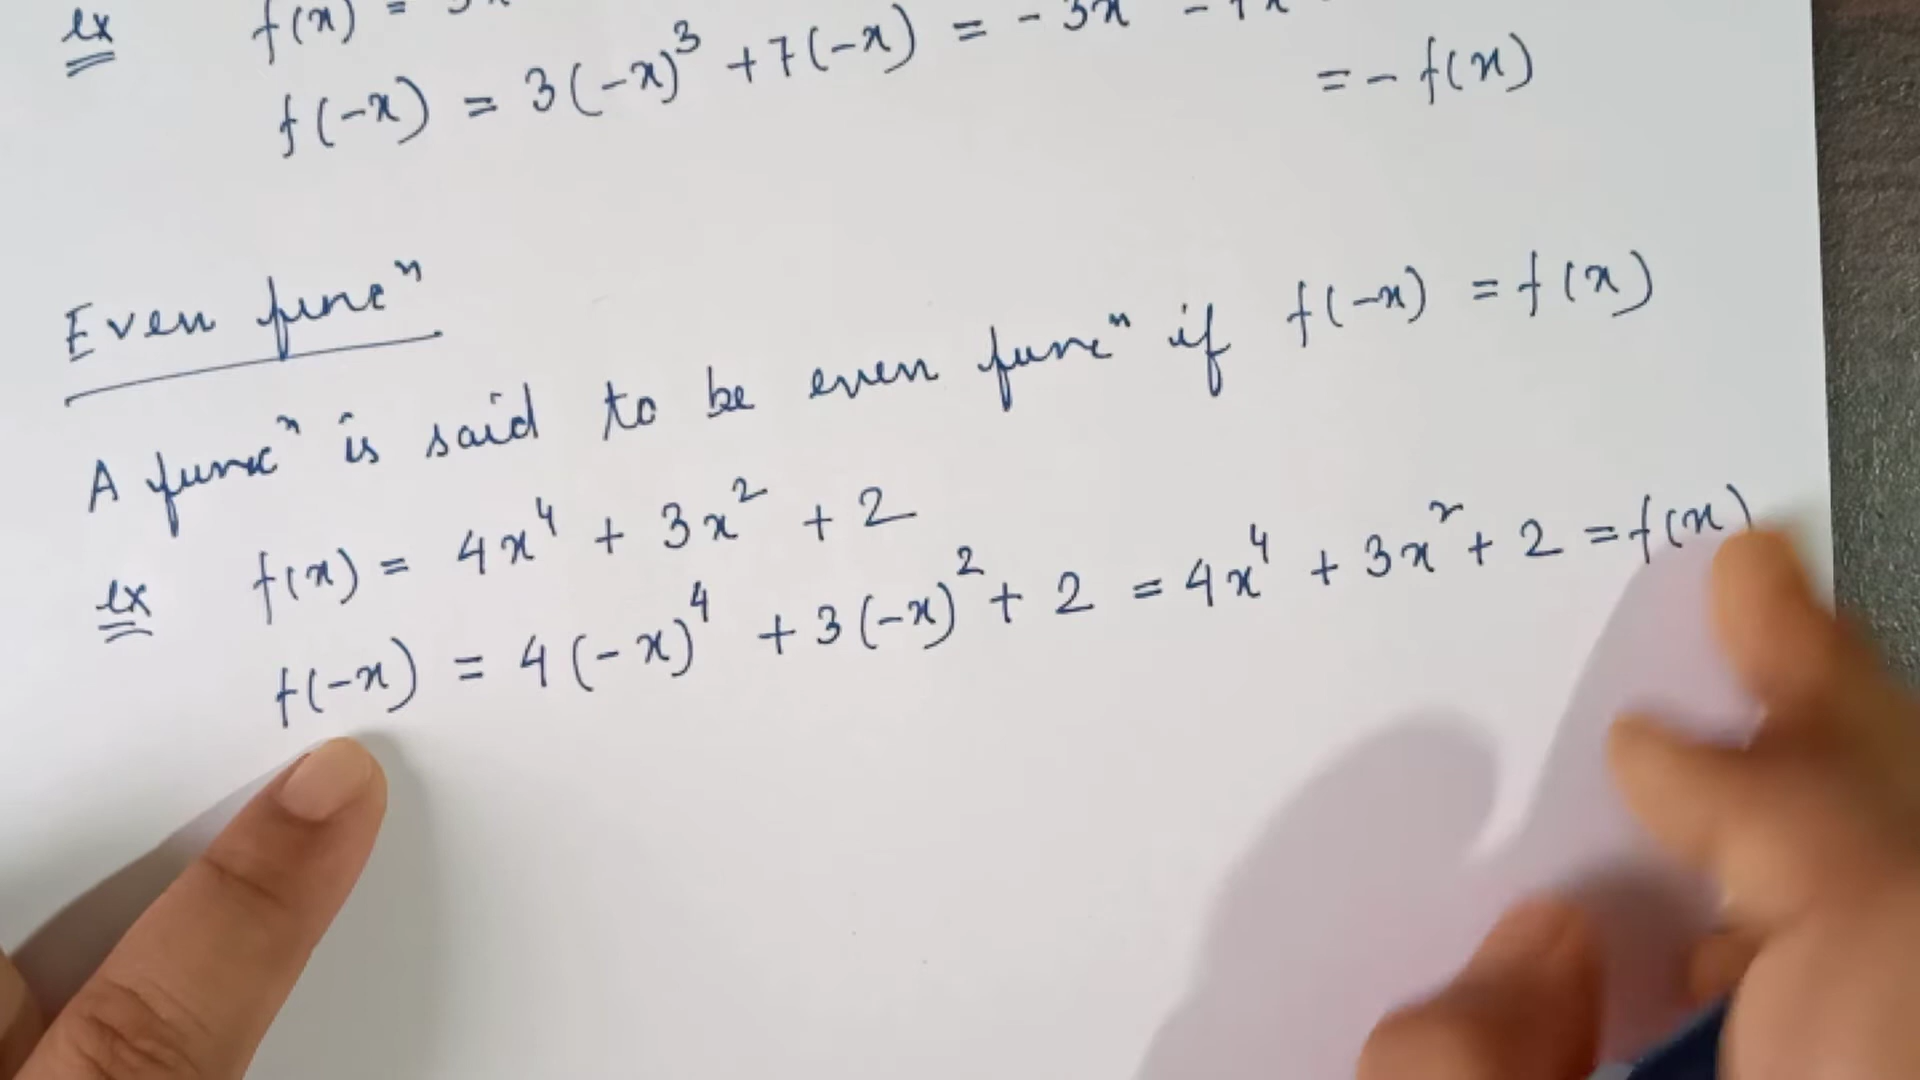 ex f(x) =
f(-x) = 3(-x)³ + 7(-x) = -3x
= - f(x)
Even funcⁿ
A funcⁿ is said to be even funcⁿ if f(-x) = f(x)
ex f(x) = 4x⁴ + 3x² + 2
f(-x) = 4(-x)⁴ + 3(-x)² + 2 = 4x⁴ + 3x² + 2 = f(x)